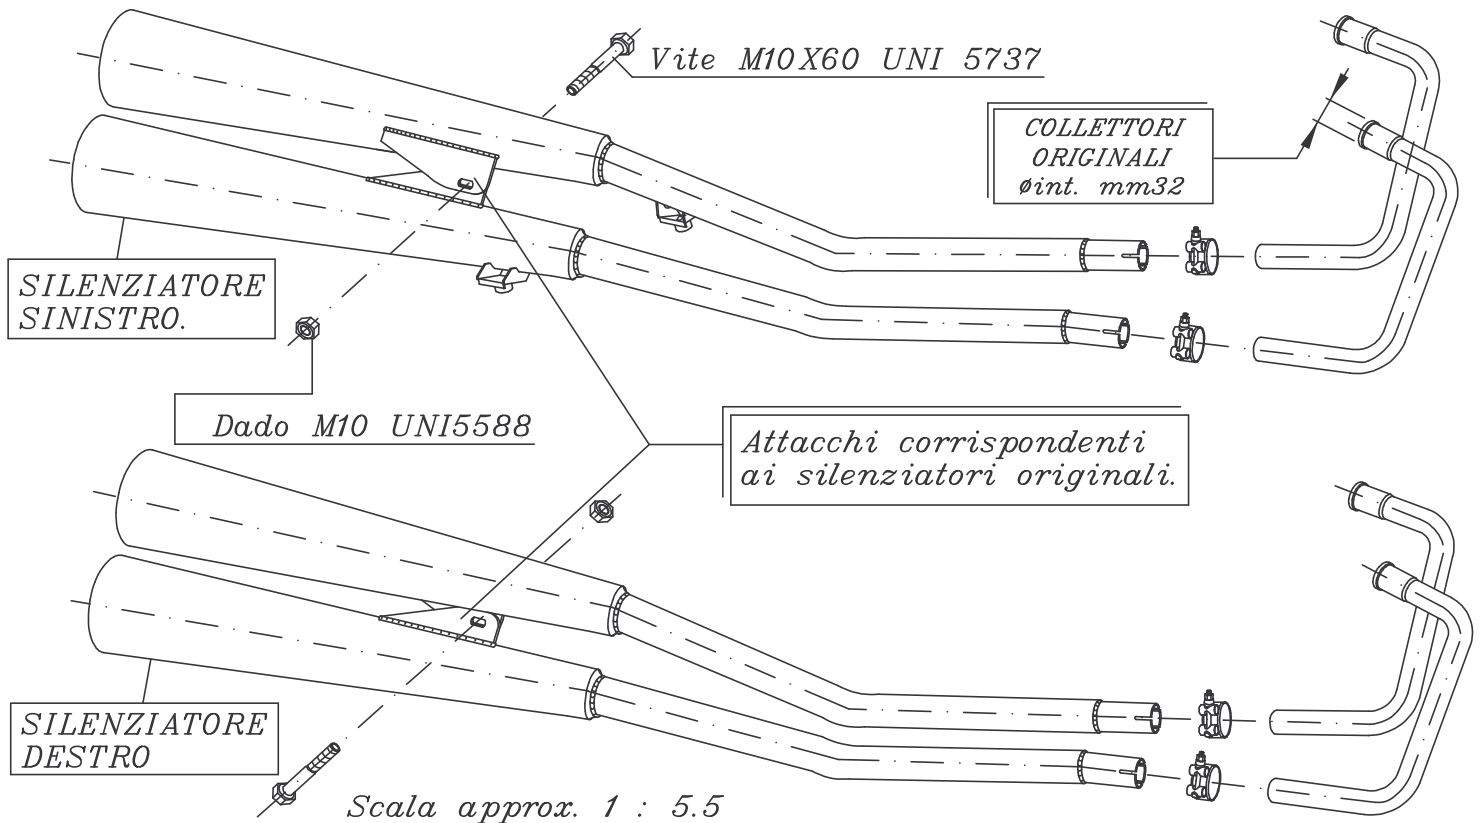 Vite M10X60 UNI 5737
COLLETTORI
ORIGINALI
øint. mm32
SILENZIATORE
SINISTRO.
Dado M10 UNI5588
Attacchi corrispondenti
ai silenziatori originali.
SILENZIATORE
DESTRO
Scala approx. 1 : 5.5